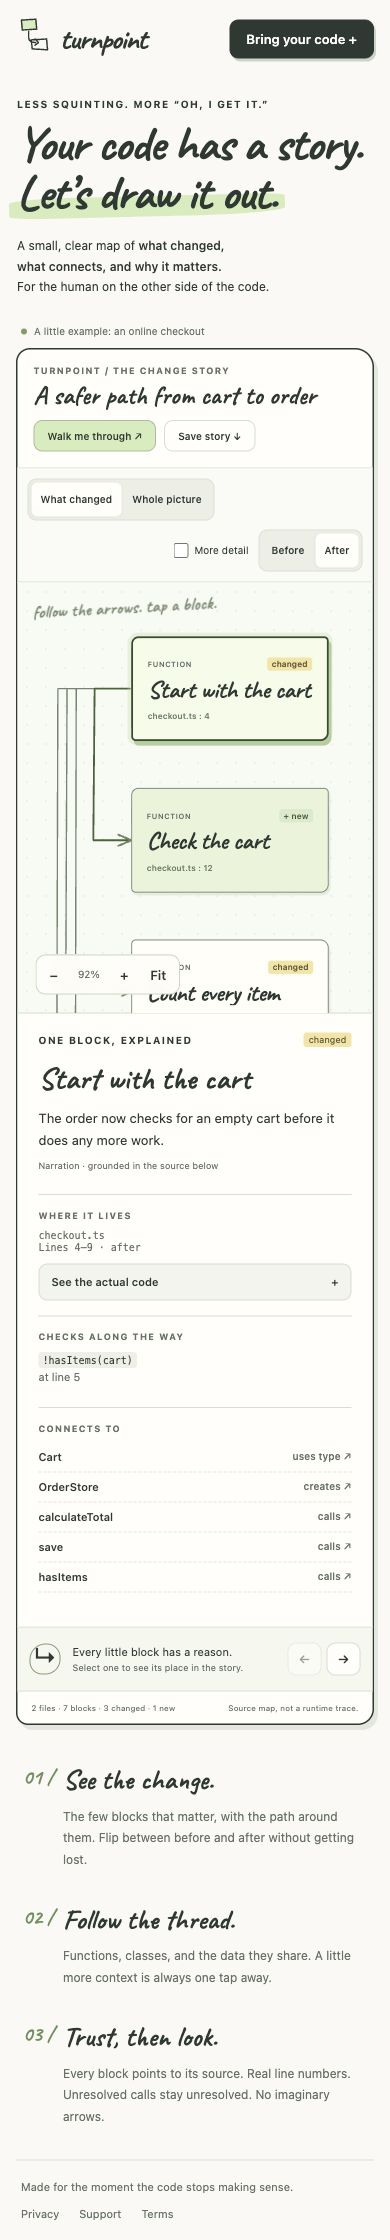 turnpoint
Bring your code +
LESS SQUINTING. MORE “OH, I GET IT.”
Your code has a story.
Let's draw it out.
A small, clear map of what changed,
what connects, and why it matters.
For the human on the other side of the code.
A little example: an online checkout
TURNPOINT / THE CHANGE STORY
A safer path from cart to order
Walk me through ↗
Save story ↓
What changed
Whole picture
More detail
Before
After
follow the arrows. tap a block.
FUNCTION
changed
Start with the cart
checkout.ts : 4
FUNCTION
+ new
Check the cart
checkout.ts : 12
ON
changed
Count every item
− 92% + Fit
ONE BLOCK, EXPLAINED
changed
Start with the cart
The order now checks for an empty cart before it
does any more work.
Narration · grounded in the source below
WHERE IT LIVES
checkout.ts
Lines 4–9 · after
See the actual code +
CHECKS ALONG THE WAY
!hasItems(cart)
at line 5
CONNECTS TO
Cart uses type ↗
OrderStore creates ↗
calculateTotal calls ↗
save calls ↗
hasItems calls ↗
Every little block has a reason.
Select one to see its place in the story.
← →
2 files · 7 blocks · 3 changed · 1 new
Source map, not a runtime trace.
01 / See the change.
The few blocks that matter, with the path around
them. Flip between before and after without getting
lost.
02 / Follow the thread.
Functions, classes, and the data they share. A little
more context is always one tap away.
03 / Trust, then look.
Every block points to its source. Real line numbers.
Unresolved calls stay unresolved. No imaginary
arrows.
Made for the moment the code stops making sense.
Privacy Support Terms